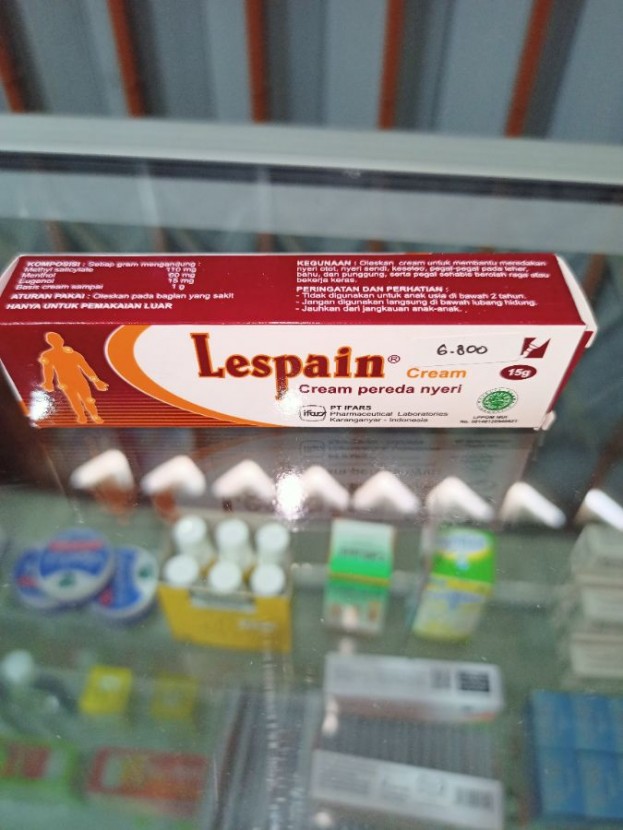 KOMPOSISI : Setiap gram mengandung :
Methyl salicylate 110 mg
Menthol 60 mg
Eugenol 15 mg
Basis cream sampai 1 g
ATURAN PAKAI : Oleskan pada bagian yang sakit
HANYA UNTUK PEMAKAIAN LUAR
KEGUNAAN : Oleskan cream untuk membantu meredakan
nyeri otot, nyeri sendi, keseleo, pegal-pegal pada leher,
bahu, dan punggung, serta pegal sehabis berolah raga atau
bekerja keras.
PERINGATAN DAN PERHATIAN :
- Tidak digunakan untuk anak usia di bawah 2 tahun.
- Jangan digunakan langsung di bawah lubang hidung.
- Jauhkan dari jangkauan anak-anak.
Lespain® Cream
6.800
15g
Cream pereda nyeri
ifars
PT IFARS
Pharmaceutical Laboratories
Karanganyar - Indonesia
LPPOM MUI